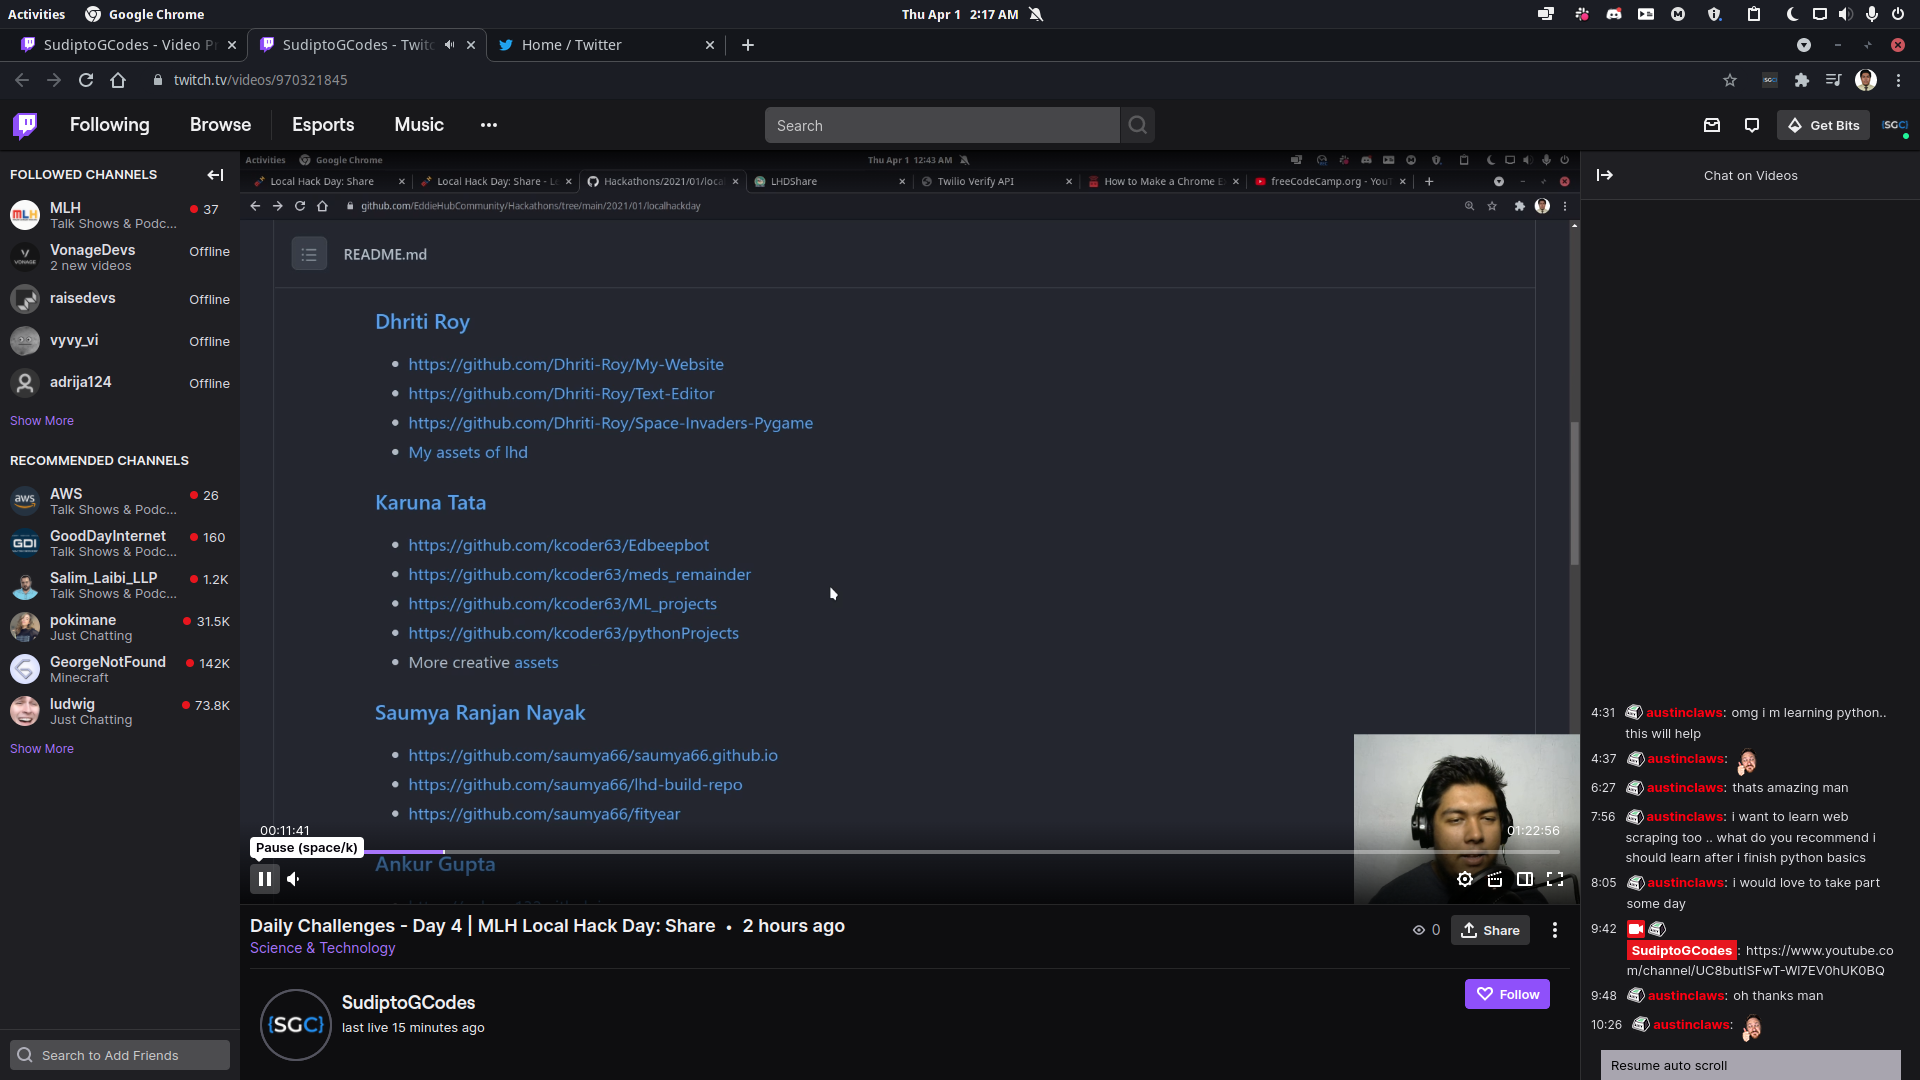 Activities
Google Chrome
Thu Apr 1 2:17 AM
SudiptoGCodes - Video P
SudiptoGCodes - Twitc
Home / Twitter
twitch.tv/videos/970321845
Following
Browse
Esports
Music
Search
Get Bits
{SGC}
FOLLOWED CHANNELS
MLH
37
Talk Shows & Podc...
VonageDevs
Offline
2 new videos
raisedevs
Offline
vyvy_vi
Offline
adrija124
Offline
Show More
RECOMMENDED CHANNELS
aws
AWS
26
Talk Shows & Podc...
GDI
GoodDayInternet
160
Talk Shows & Podc...
Salim_Laibi_LLP
1.2K
Talk Shows & Podc...
pokimane
31.5K
Just Chatting
GeorgeNotFound
142K
Minecraft
ludwig
73.8K
Just Chatting
Show More
Search to Add Friends
Activities
Google Chrome
Thu Apr 1 12:43 AM
Local Hack Day: Share
Local Hack Day: Share - Le
Hackathons/2021/01/loca
LHDShare
Twilio Verify API
How to Make a Chrome E
freeCodeCamp.org - YouT
github.com/EddieHubCommunity/Hackathons/tree/main/2021/01/localhackday
README.md
Dhriti Roy
https://github.com/Dhriti-Roy/My-Website
https://github.com/Dhriti-Roy/Text-Editor
https://github.com/Dhriti-Roy/Space-Invaders-Pygame
My assets of lhd
Karuna Tata
https://github.com/kcoder63/Edbeepbot
https://github.com/kcoder63/meds_remainder
https://github.com/kcoder63/ML_projects
https://github.com/kcoder63/pythonProjects
More creative assets
Saumya Ranjan Nayak
https://github.com/saumya66/saumya66.github.io
https://github.com/saumya66/lhd-build-repo
https://github.com/saumya66/fityear
00:11:41
01:22:56
Pause (space/k)
Ankur Gupta
Daily Challenges - Day 4 | MLH Local Hack Day: Share • 2 hours ago
Science & Technology
0
Share
{SGC}
SudiptoGCodes
last live 15 minutes ago
Follow
Chat on Videos
4:31 austinclaws: omg i m learning python..
this will help
4:37 austinclaws:
6:27 austinclaws: thats amazing man
7:56 austinclaws: i want to learn web
scraping too .. what do you recommend i
should learn after i finish python basics
8:05 austinclaws: i would love to take part
some day
9:42
SudiptoGCodes: https://www.youtube.co
m/channel/UC8butISFwT-Wl7EV0hUK0BQ
9:48 austinclaws: oh thanks man
10:26 austinclaws:
Resume auto scroll